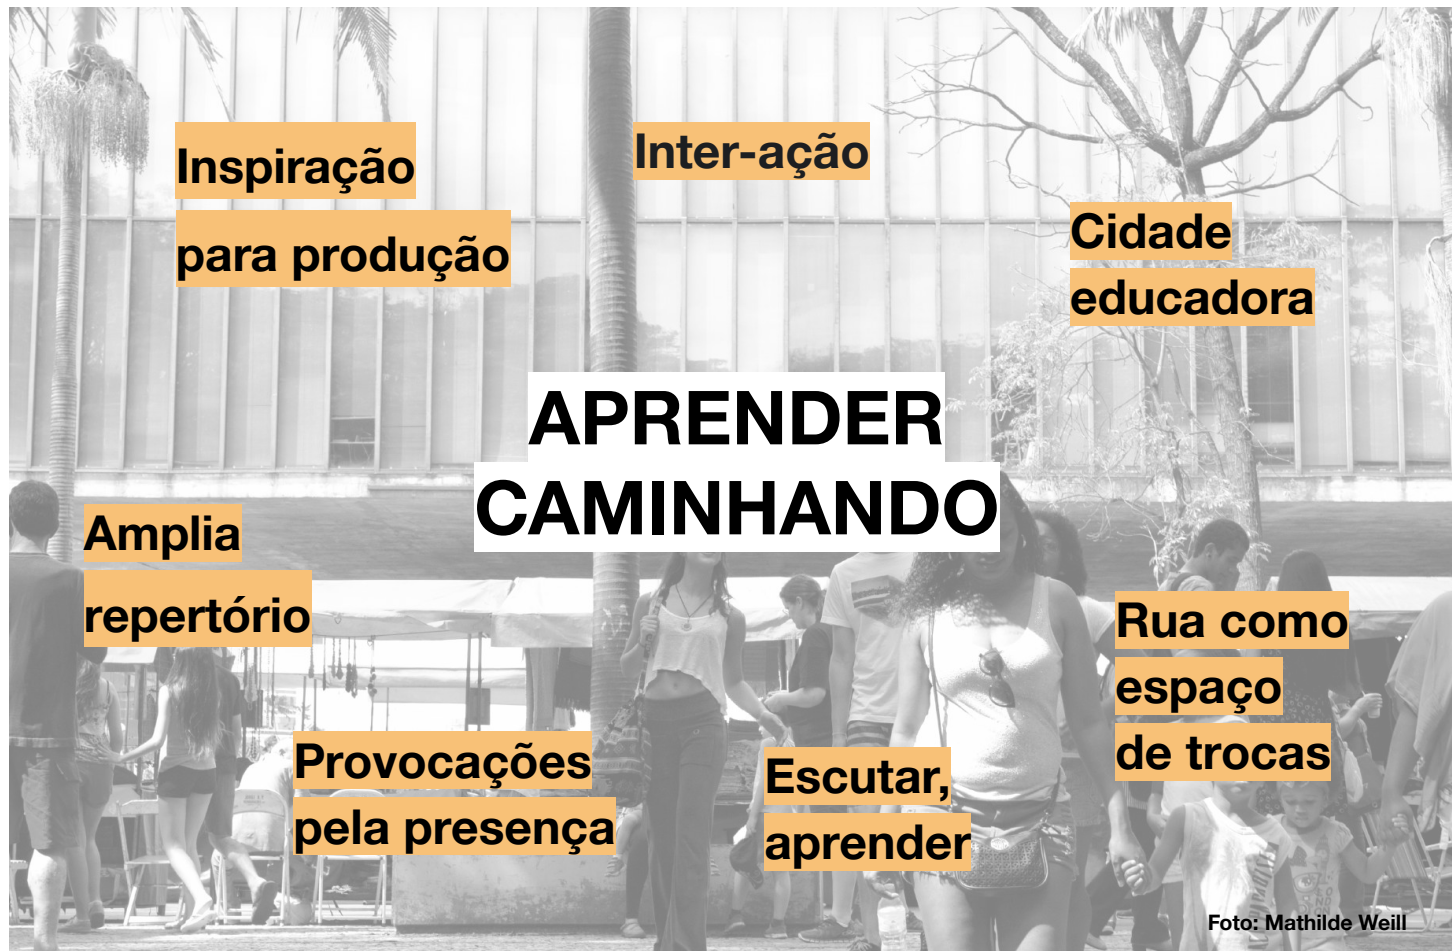 Inspiração
para produção
Inter-ação
Cidade
educadora
APRENDER
CAMINHANDO
Amplia
repertório
Rua como
espaço
de trocas
Provocações
pela presença
Escutar,
aprender
Foto: Mathilde Weill